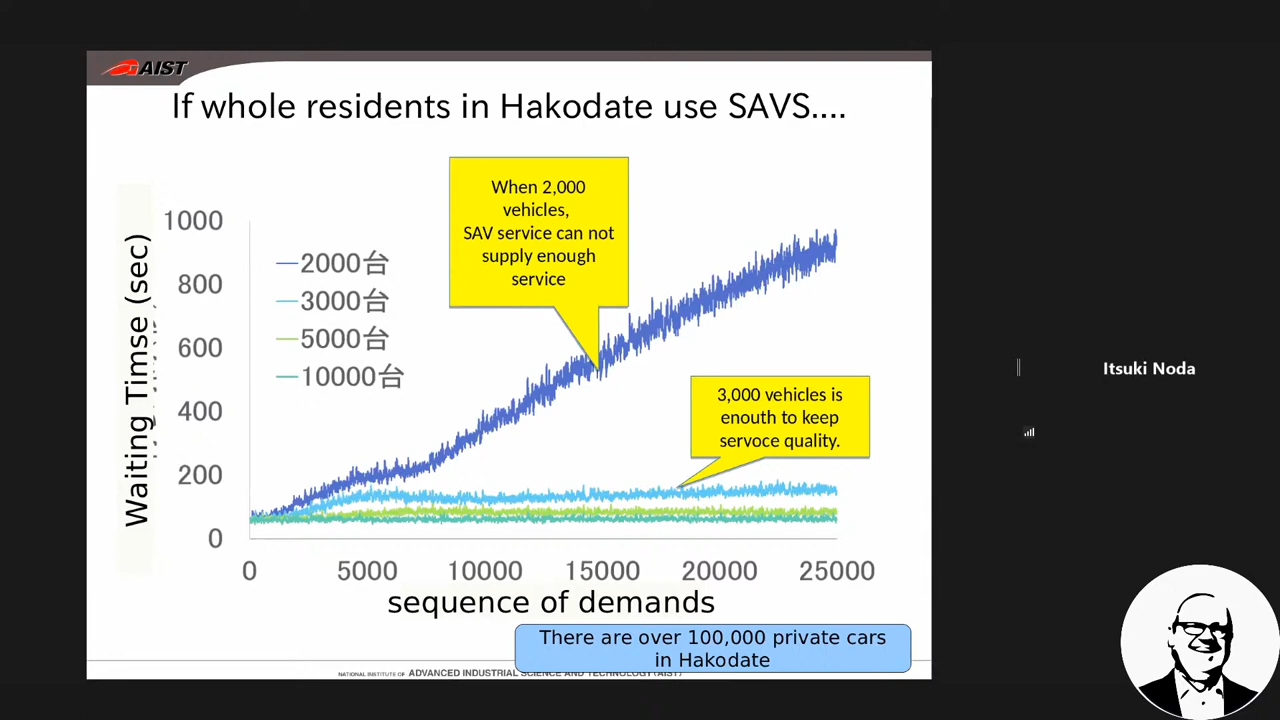 AIST
If whole residents in Hakodate use SAVS....
When 2,000
vehicles,
SAV service can not
supply enough
service
Waiting Timse (sec)
1000
800
600
400
200
0
2000台
3000台
5000台
10000台
3,000 vehicles is
enouth to keep
servoce quality.
0 5000 10000 15000 20000 25000
sequence of demands
There are over 100,000 private cars
in Hakodate
NATIONAL INSTITUTE OF ADVANCED INDUSTRIAL SCIENCE AND TECHNOLOGY (AIST)
Itsuki Noda